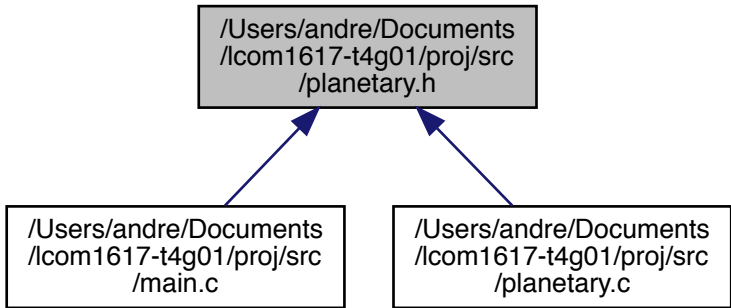 /Users/andre/Documents
/lcom1617-t4g01/proj/src
/planetary.h
/Users/andre/Documents
/lcom1617-t4g01/proj/src
/main.c
/Users/andre/Documents
/lcom1617-t4g01/proj/src
/planetary.c